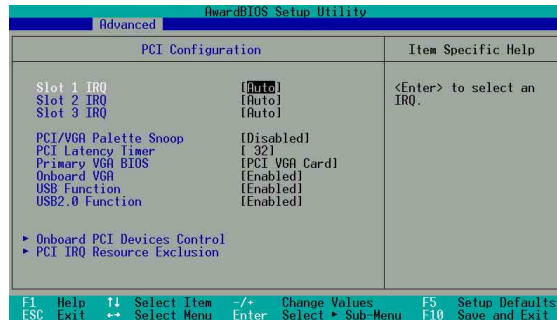 AwardBIOS Setup Utility
Advanced
PCI Configuration
Item Specific Help
Slot 1 IRQ [Auto]
Slot 2 IRQ [Auto]
Slot 3 IRQ [Auto]
<Enter> to select an
IRQ.
PCI/VGA Palette Snoop [Disabled]
PCI Latency Timer [ 32]
Primary VGA BIOS [PCI VGA Card]
Onboard VGA [Enabled]
USB Function [Enabled]
USB2.0 Function [Enabled]
▸ Onboard PCI Devices Control
▸ PCI IRQ Resource Exclusion
F1 Help ↑↓ Select Item -/+ Change Values F5 Setup Defaults
ESC Exit ↔ Select Menu Enter Select ▸ Sub-Menu F10 Save and Exit